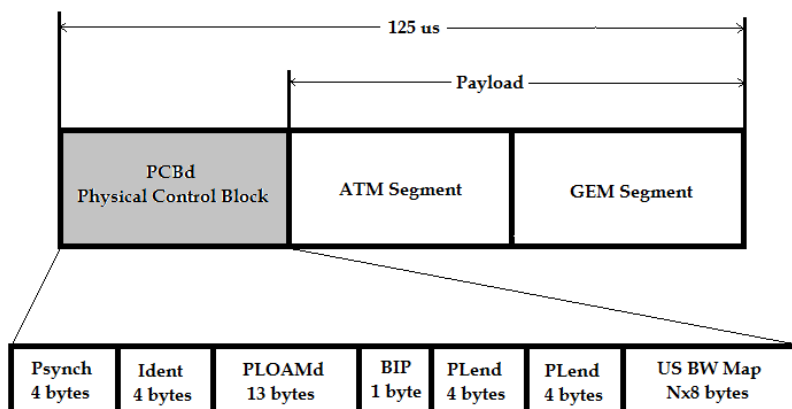 125 us
Payload
PCBd
Physical Control Block
ATM Segment
GEM Segment
Psynch
4 bytes
Ident
4 bytes
PLOAMd
13 bytes
BIP
1 byte
PLend
4 bytes
PLend
4 bytes
US BW Map
Nx8 bytes